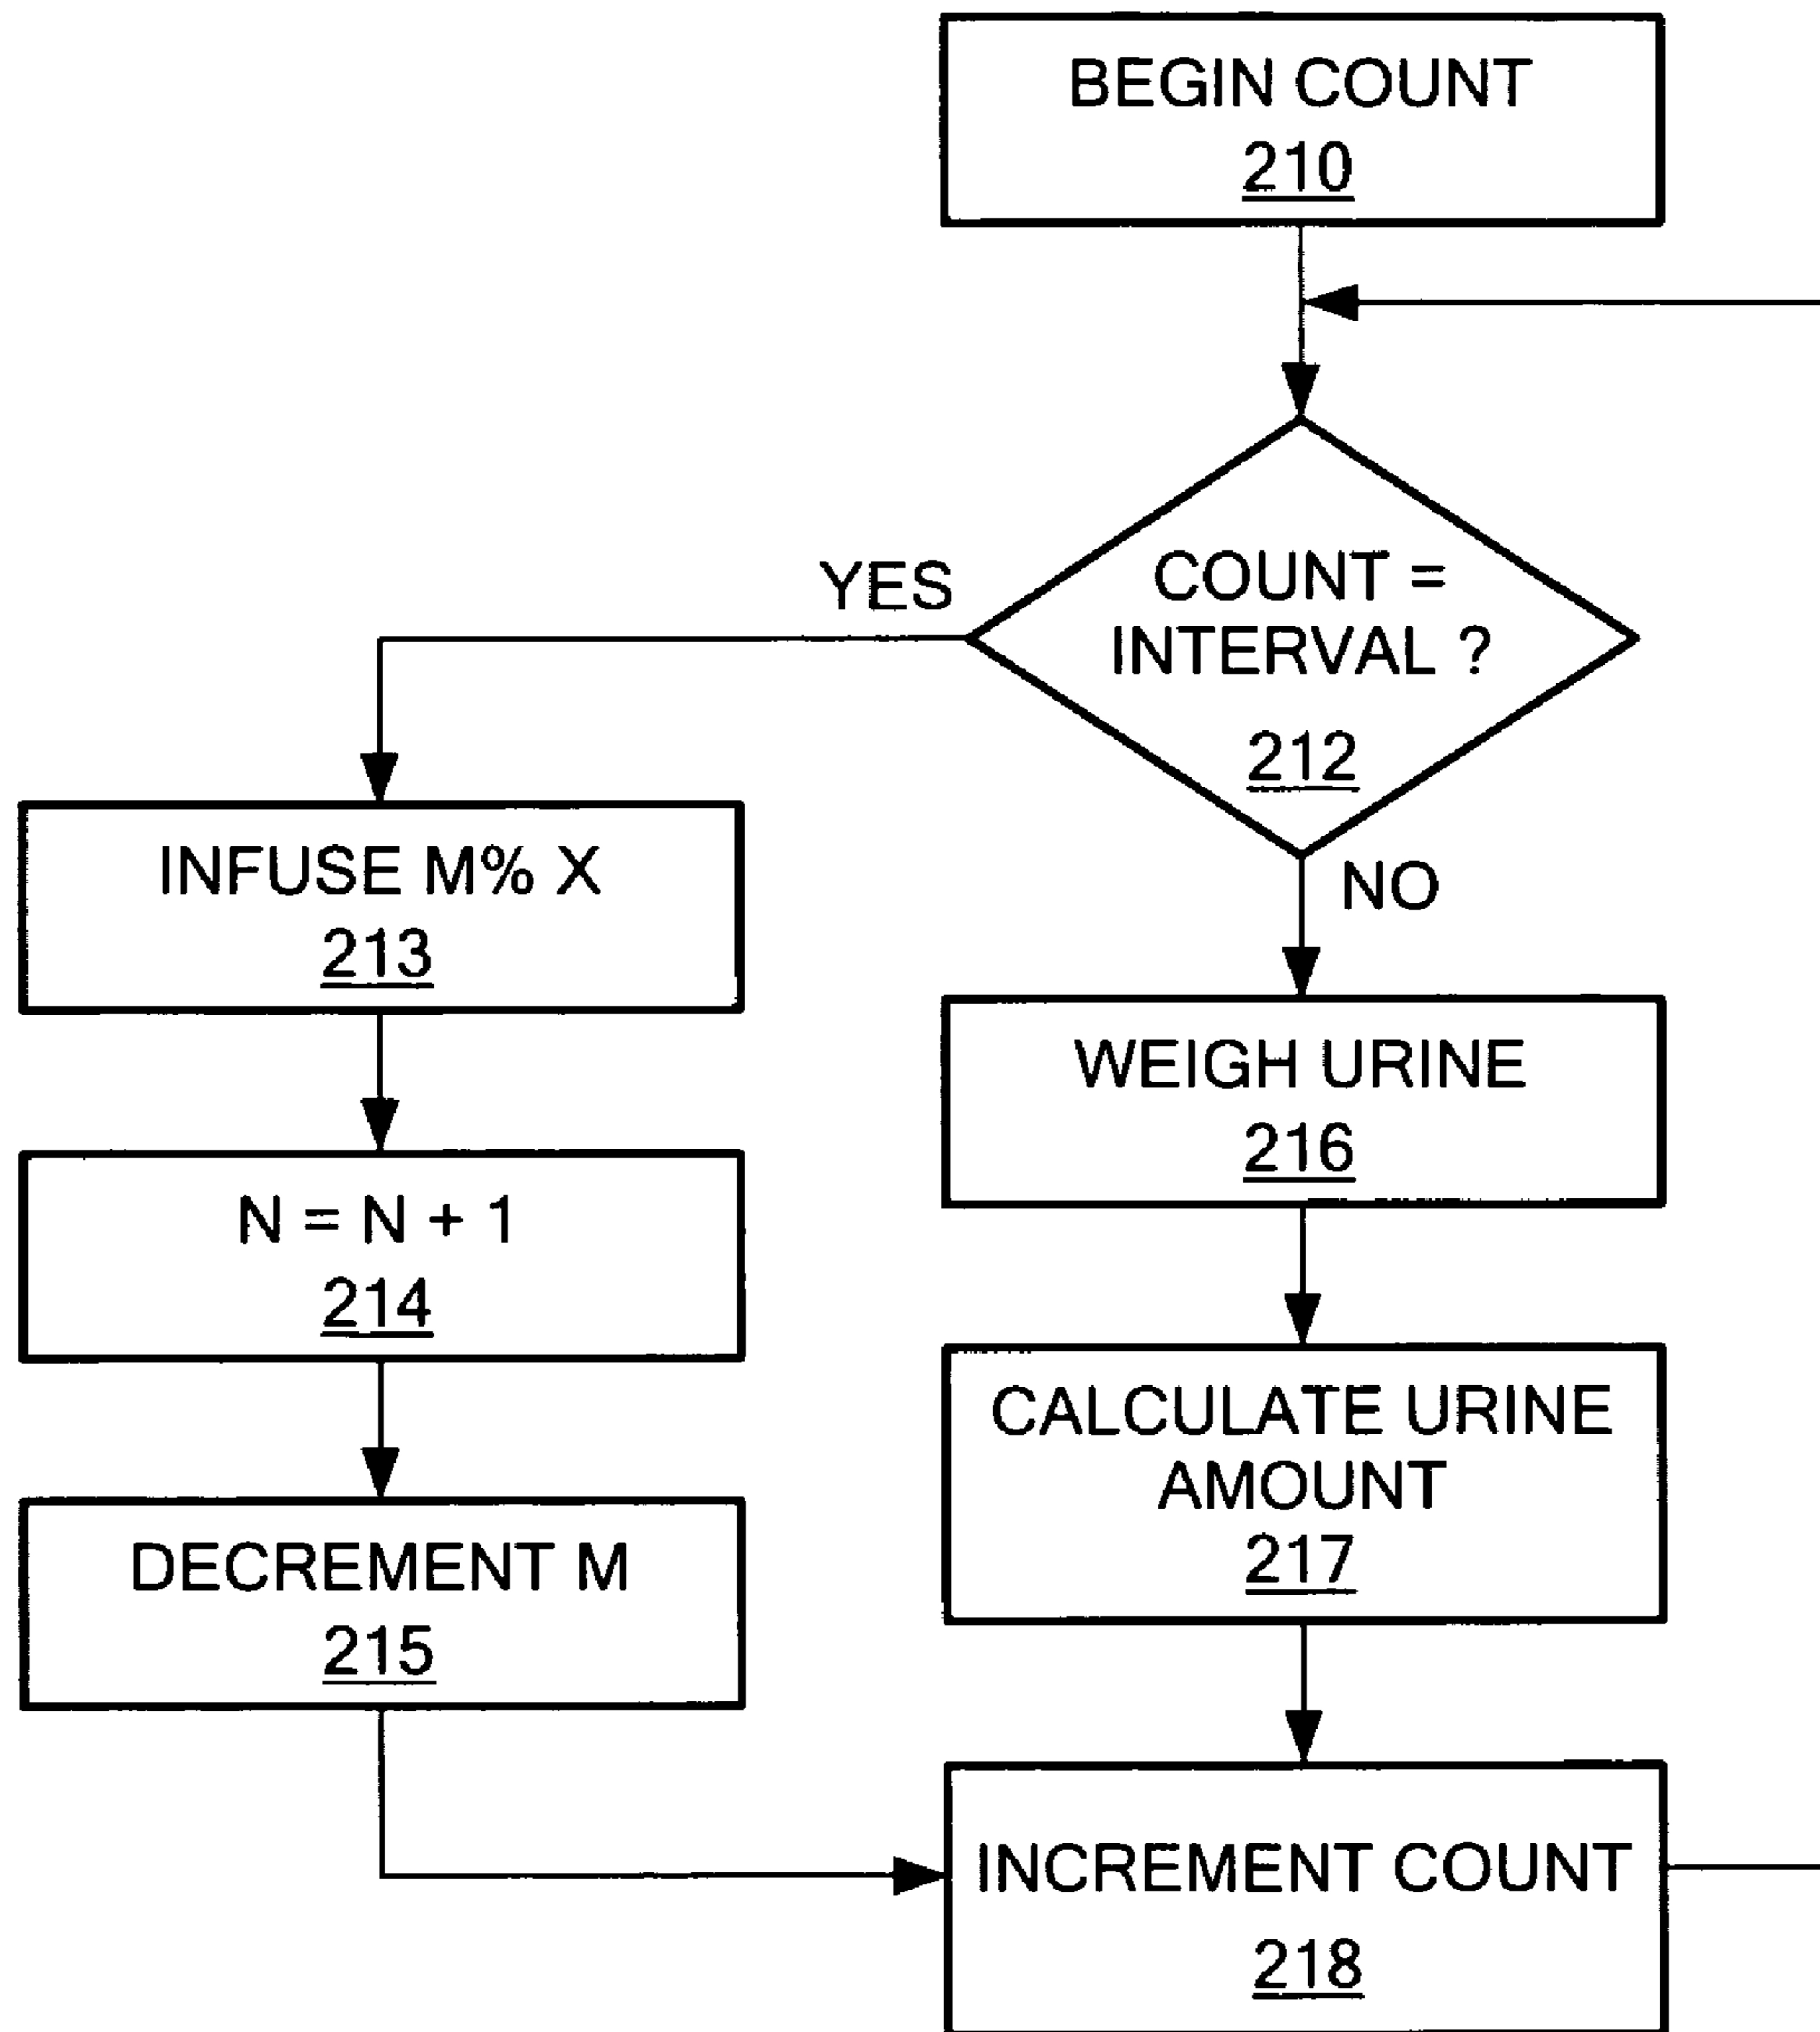 BEGIN COUNT
210
COUNT =
INTERVAL ?
212
YES
NO
INFUSE M% X
213
N = N + 1
214
DECREMENT M
215
WEIGH URINE
216
CALCULATE URINE
AMOUNT
217
INCREMENT COUNT
218